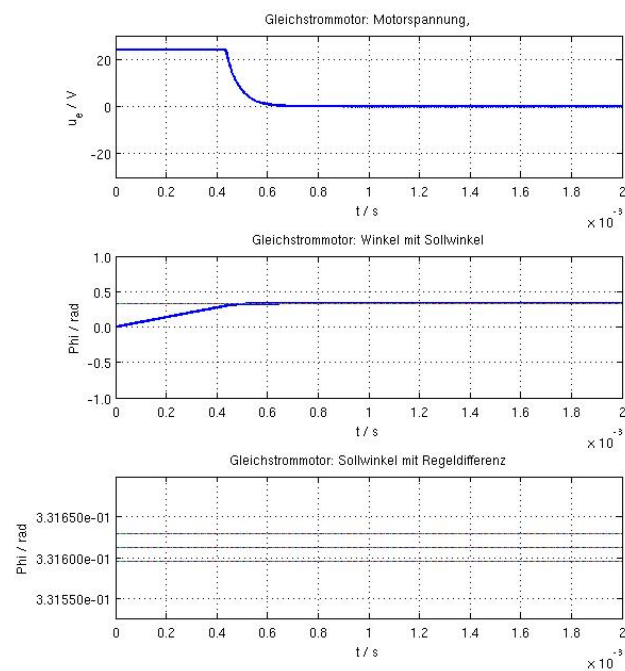 Gleichstrommotor: Motorspannung,
u_e / V
20
0
-20
0 0.2 0.4 0.6 0.8 1 1.2 1.4 1.6 1.8 2
t / s
x 10^-3
Gleichstrommotor: Winkel mit Sollwinkel
Phi / rad
1.0
0.5
0.0
-0.5
-1.0
0 0.2 0.4 0.6 0.8 1 1.2 1.4 1.6 1.8 2
t / s
x 10^-3
Gleichstrommotor: Sollwinkel mit Regeldifferenz
Phi / rad
3.31650e-01
3.31600e-01
3.31550e-01
0 0.2 0.4 0.6 0.8 1 1.2 1.4 1.6 1.8 2
t / s
x 10^-3